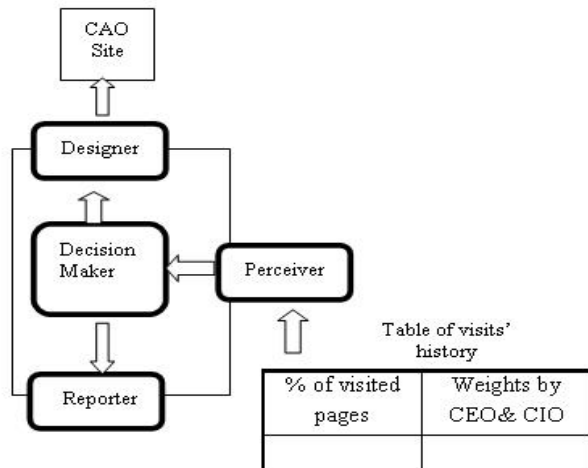 CAO
Site
Designer
Decision
Maker
Perceiver
Reporter
Table of visits'
history
% of visited
pages
Weights by
CEO& CIO